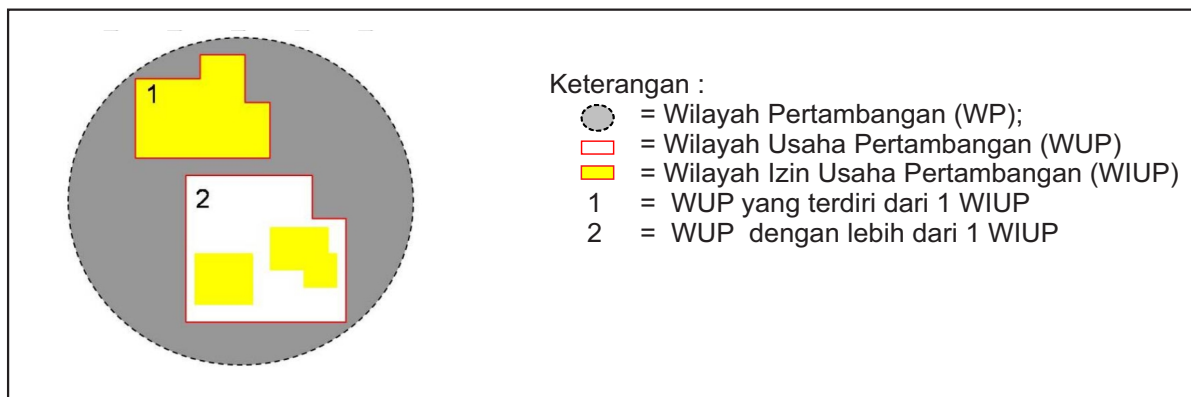 1
2
Keterangan :
= Wilayah Pertambangan (WP);
= Wilayah Usaha Pertambangan (WUP)
= Wilayah Izin Usaha Pertambangan (WIUP)
1 = WUP yang terdiri dari 1 WIUP
2 = WUP dengan lebih dari 1 WIUP